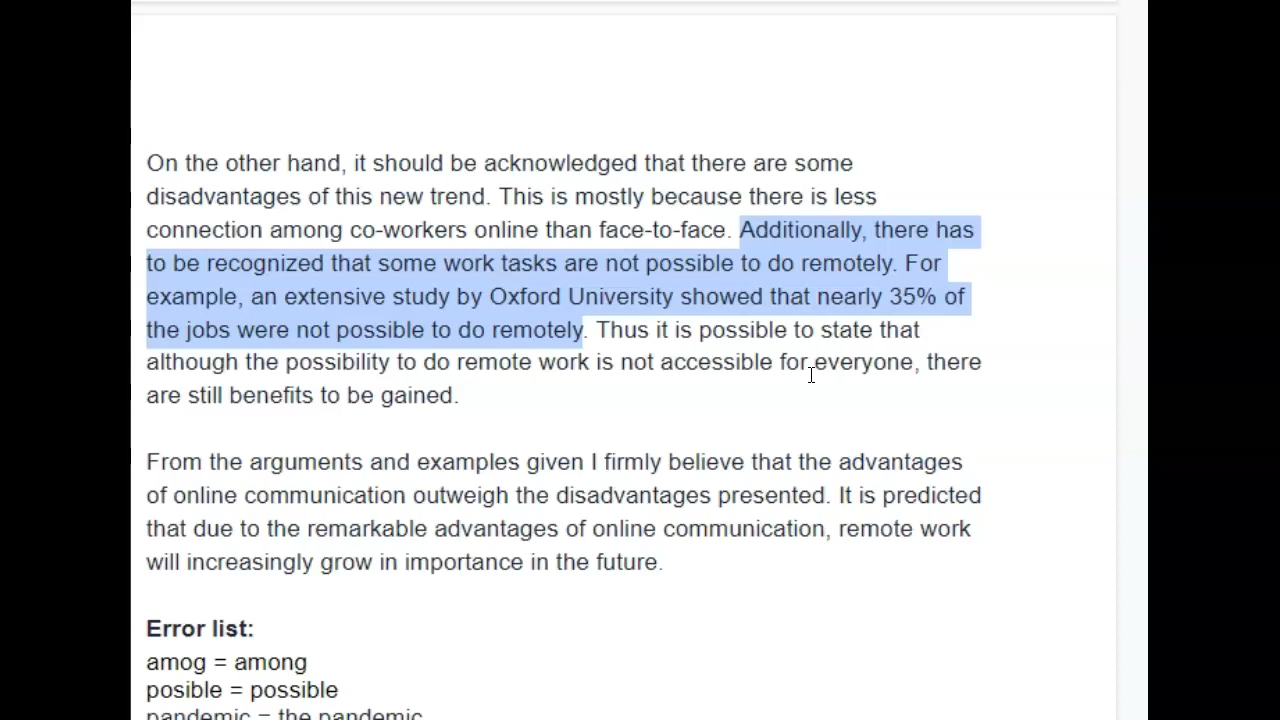 On the other hand, it should be acknowledged that there are some
disadvantages of this new trend. This is mostly because there is less
connection among co-workers online than face-to-face. Additionally, there has
to be recognized that some work tasks are not possible to do remotely. For
example, an extensive study by Oxford University showed that nearly 35% of
the jobs were not possible to do remotely. Thus it is possible to state that
although the possibility to do remote work is not accessible for everyone, there
are still benefits to be gained.
From the arguments and examples given I firmly believe that the advantages
of online communication outweigh the disadvantages presented. It is predicted
that due to the remarkable advantages of online communication, remote work
will increasingly grow in importance in the future.
Error list:
amog = among
posible = possible
pandemic = the pandemic